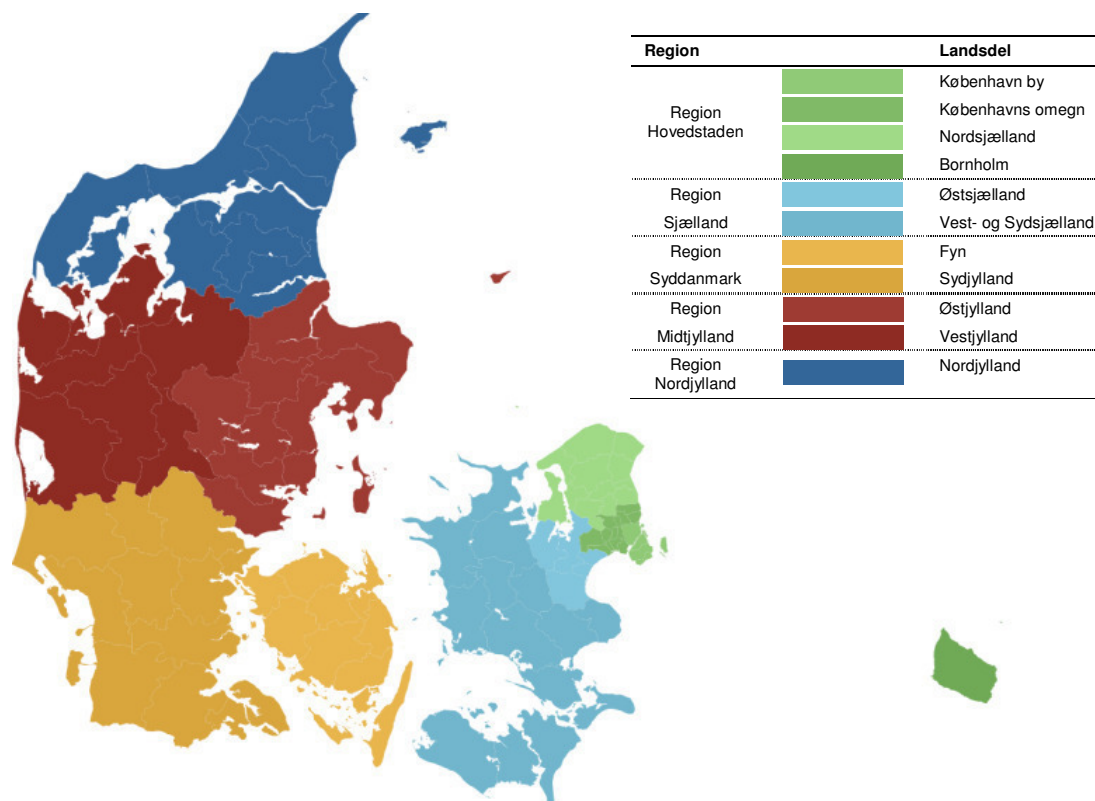 Region Landsdel
København by
Region Hovedstaden
Københavns omegn
Nordsjælland
Bornholm
Region Østsjælland
Sjælland Vest- og Sydsjælland
Region Fyn
Syddanmark Sydjylland
Region Østjylland
Midtjylland Vestjylland
Region Nordjylland
Nordjylland